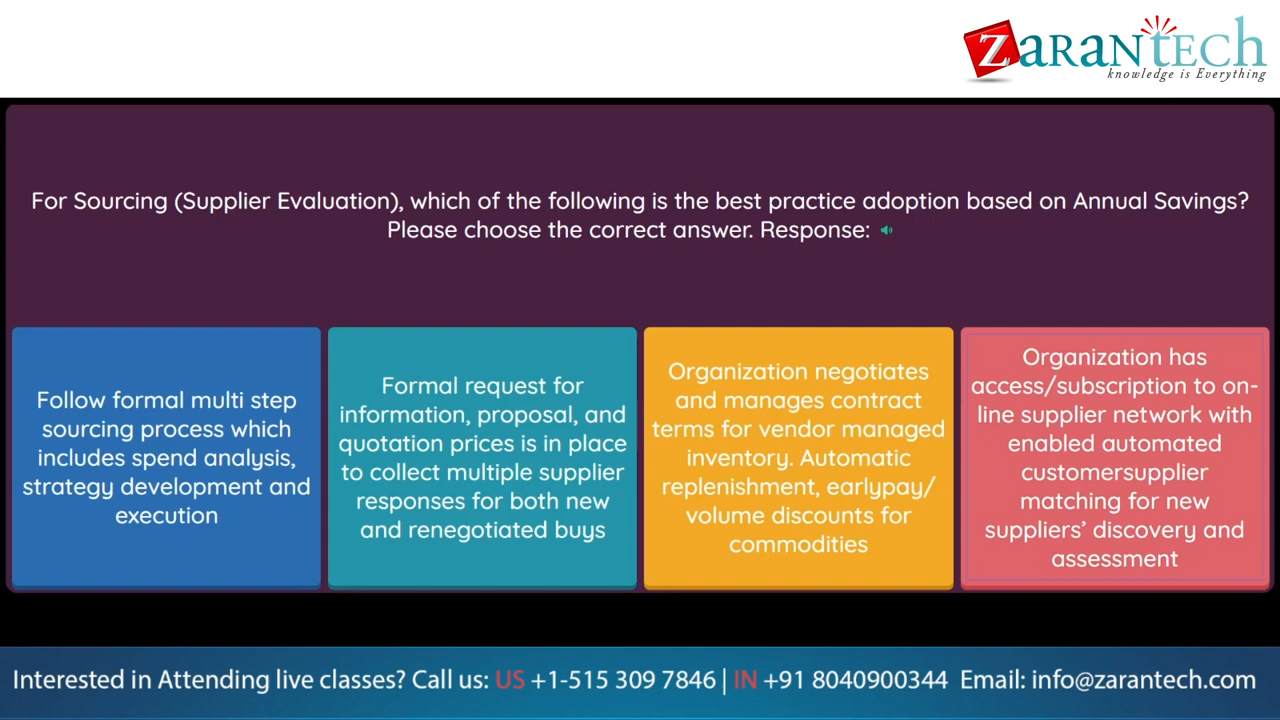 ZARANTECH
knowledge is Everything
For Sourcing (Supplier Evaluation), which of the following is the best practice adoption based on Annual Savings?
Please choose the correct answer. Response:
Follow formal multi step
sourcing process which
includes spend analysis,
strategy development and
execution
Formal request for
information, proposal, and
quotation prices is in place
to collect multiple supplier
responses for both new
and renegotiated buys
Organization negotiates
and manages contract
terms for vendor managed
inventory. Automatic
replenishment, earlypay/
volume discounts for
commodities
Organization has
access/subscription to on-
line supplier network with
enabled automated
customersupplier
matching for new
suppliers’ discovery and
assessment
Interested in Attending live classes? Call us: US +1-515 309 7846 | IN +91 8040900344 Email: info@zarantech.com